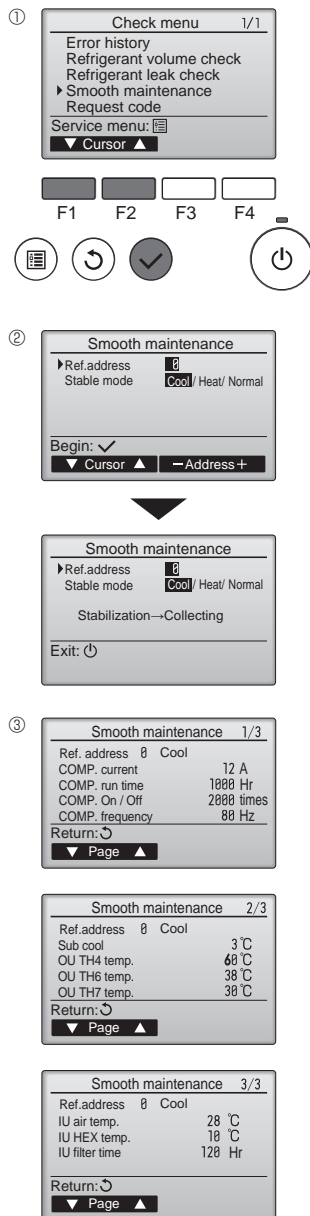 ①
Check menu 1/1
Error history
Refrigerant volume check
Refrigerant leak check
▶Smooth maintenance
Request code
Service menu:
▼ Cursor ▲
F1 F2 F3 F4
②
Smooth maintenance
▶Ref.address 0
Stable mode Cool / Heat/ Normal
Begin: ✓
▼ Cursor ▲ −Address+
Smooth maintenance
▶Ref.address 0
Stable mode Cool / Heat/ Normal
Stabilization→Collecting
Exit:
③
Smooth maintenance 1/3
Ref. address 0 Cool
COMP. current 12 A
COMP. run time 1000 Hr
COMP. On / Off 2000 times
COMP. frequency 80 Hz
Return:
▼ Page ▲
Smooth maintenance 2/3
Ref.address 0 Cool
Sub cool 3 ℃
OU TH4 temp. 60 ℃
OU TH6 temp. 38 ℃
OU TH7 temp. 30 ℃
Return:
▼ Page ▲
Smooth maintenance 3/3
Ref.address 0 Cool
IU air temp. 28 ℃
IU HEX temp. 10 ℃
IU filter time 120 Hr
Return:
▼ Page ▲